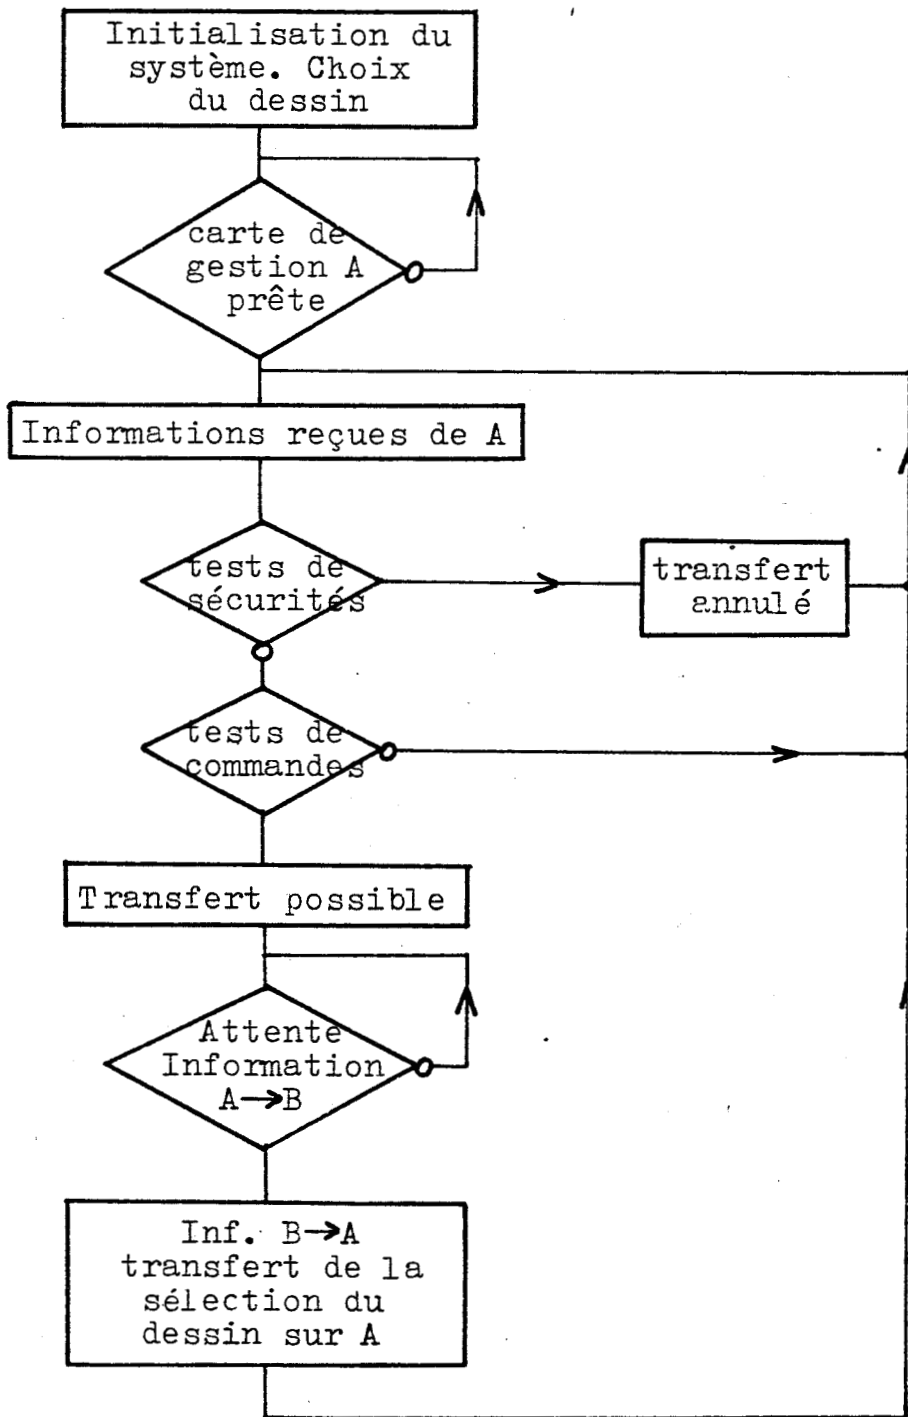 Initialisation du
système. Choix
du dessin
carte de
gestion A
prête
Informations reçues de A
tests de
sécurités
transfert
annulé
tests de
commandes
Transfert possible
Attente
Information
A→B
Inf. B→A
transfert de la
sélection du
dessin sur A